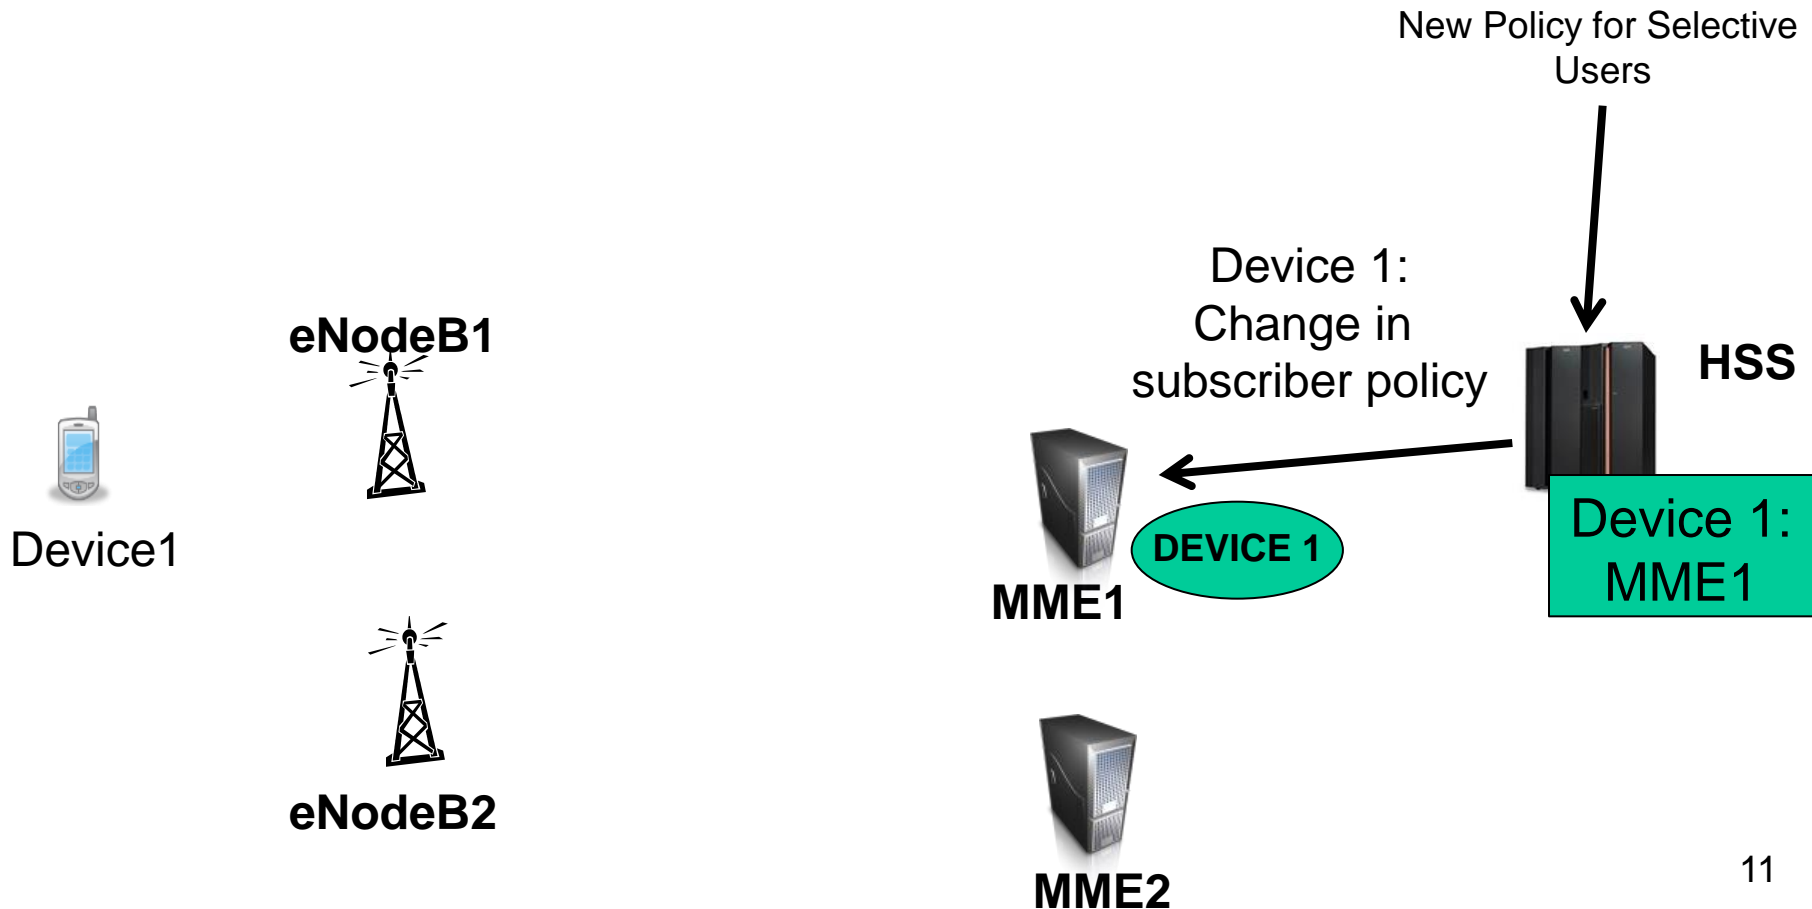 New Policy for Selective
Users
Device 1:
Change in
subscriber policy
eNodeB1
HSS
Device1
DEVICE 1
Device 1:
MME1
MME1
eNodeB2
MME2
11